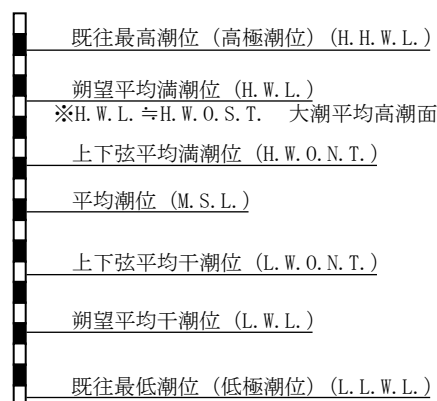 既往最高潮位（高極潮位）(H.H.W.L.)
朔望平均満潮位（H.W.L.）
※H.W.L.≒H.W.O.S.T.　大潮平均高潮面
上下弦平均満潮位（H.W.O.N.T.）
平均潮位（M.S.L.）
上下弦平均干潮位（L.W.O.N.T.）
朔望平均干潮位（L.W.L.）
既往最低潮位（低極潮位）(L.L.W.L.)